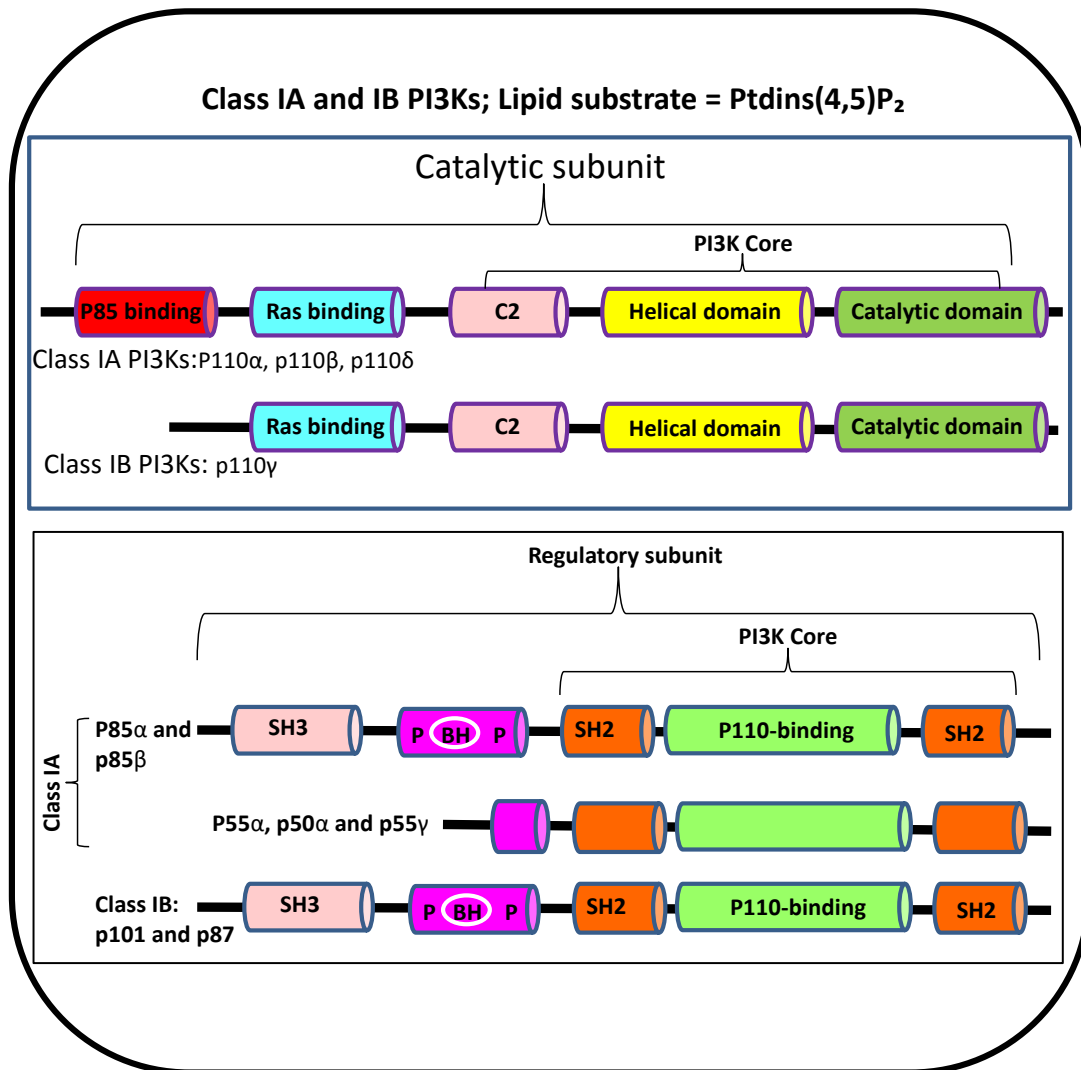 Class IA and IB PI3Ks; Lipid substrate = Ptdins(4,5)P₂
Catalytic subunit
PI3K Core
P85 binding
Ras binding
C2
Helical domain
Catalytic domain
Class IA PI3Ks:P110α, p110β, p110δ
Ras binding
C2
Helical domain
Catalytic domain
Class IB PI3Ks: p110γ
Regulatory subunit
PI3K Core
Class IA
P85α and
p85β
SH3
P BH P
SH2
P110-binding
SH2
P55α, p50α and p55γ
Class IB:
p101 and p87
SH3
P BH P
SH2
P110-binding
SH2